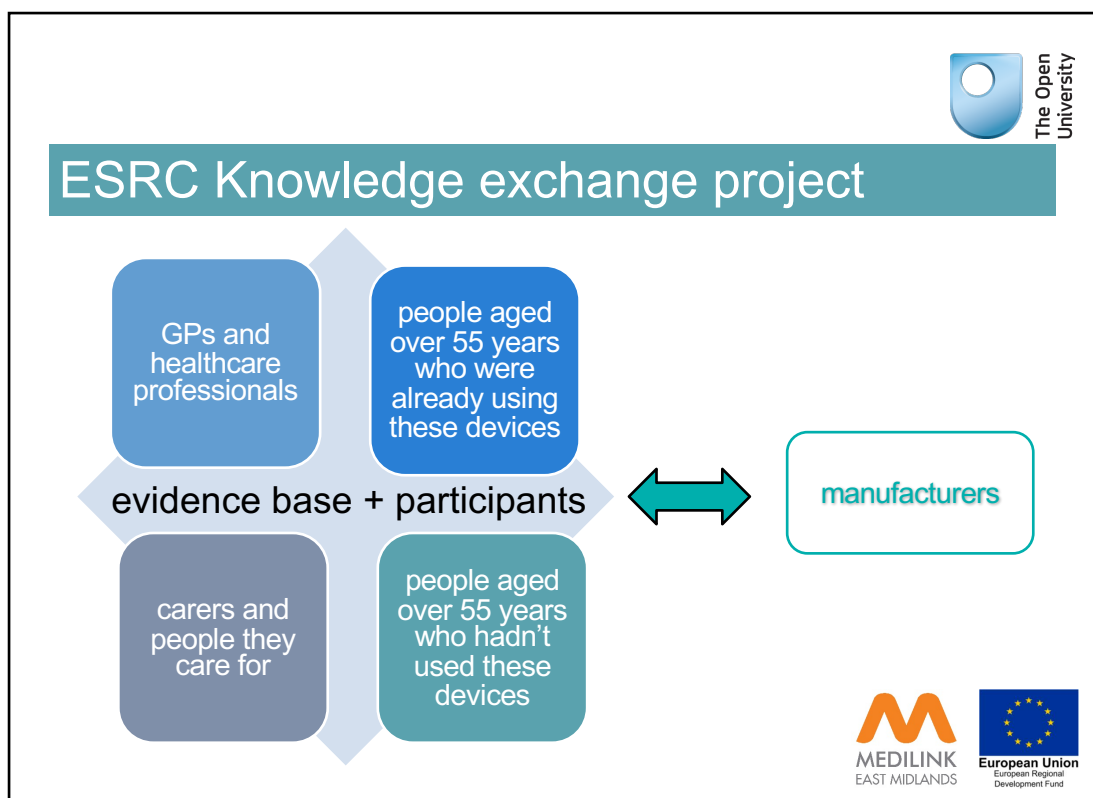 The Open
University
ESRC Knowledge exchange project
GPs and
healthcare
professionals
people aged
over 55 years
who were
already using
these devices
evidence base + participants
manufacturers
carers and
people they
care for
people aged
over 55 years
who hadn't
used these
devices
MEDILINK
EAST MIDLANDS
European Union
European Regional
Development Fund